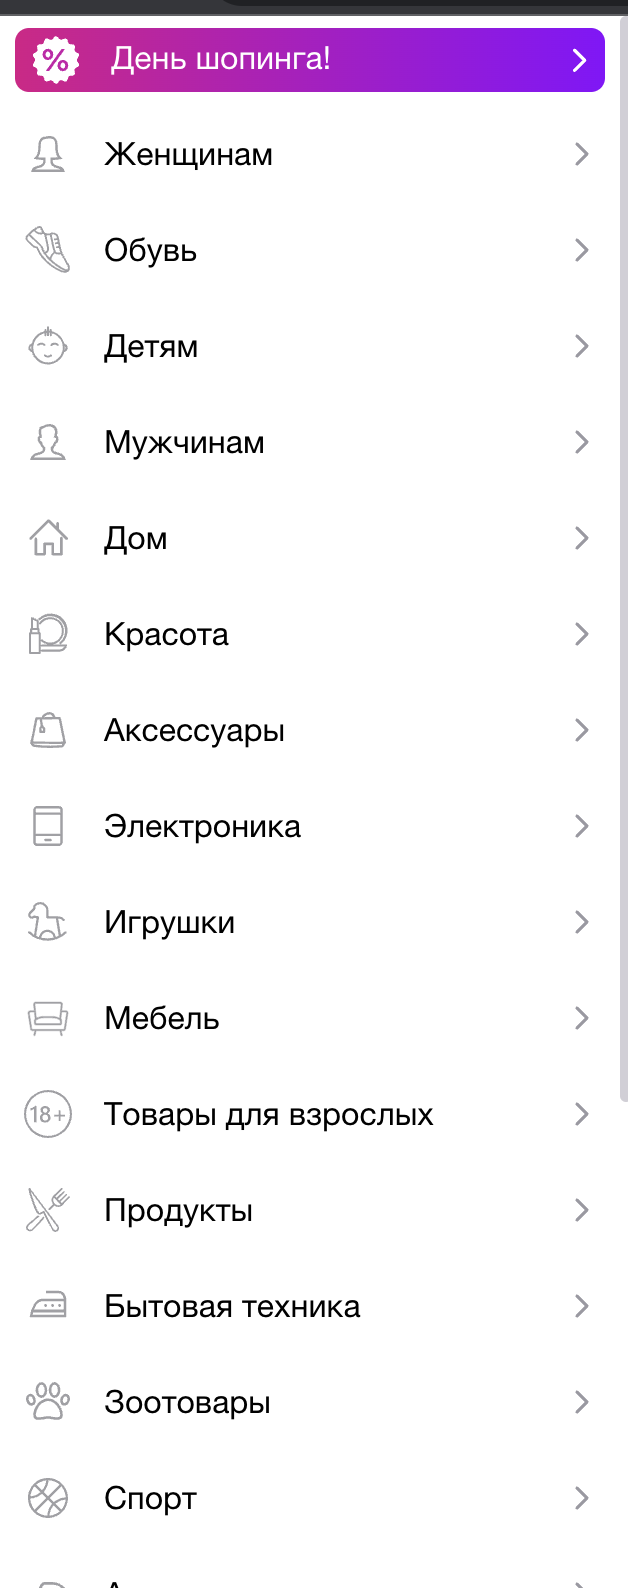 % День шопинга!
Женщинам
Обувь
Детям
Мужчинам
Дом
Красота
Аксессуары
Электроника
Игрушки
Мебель
18+ Товары для взрослых
Продукты
Бытовая техника
Зоотовары
Спорт